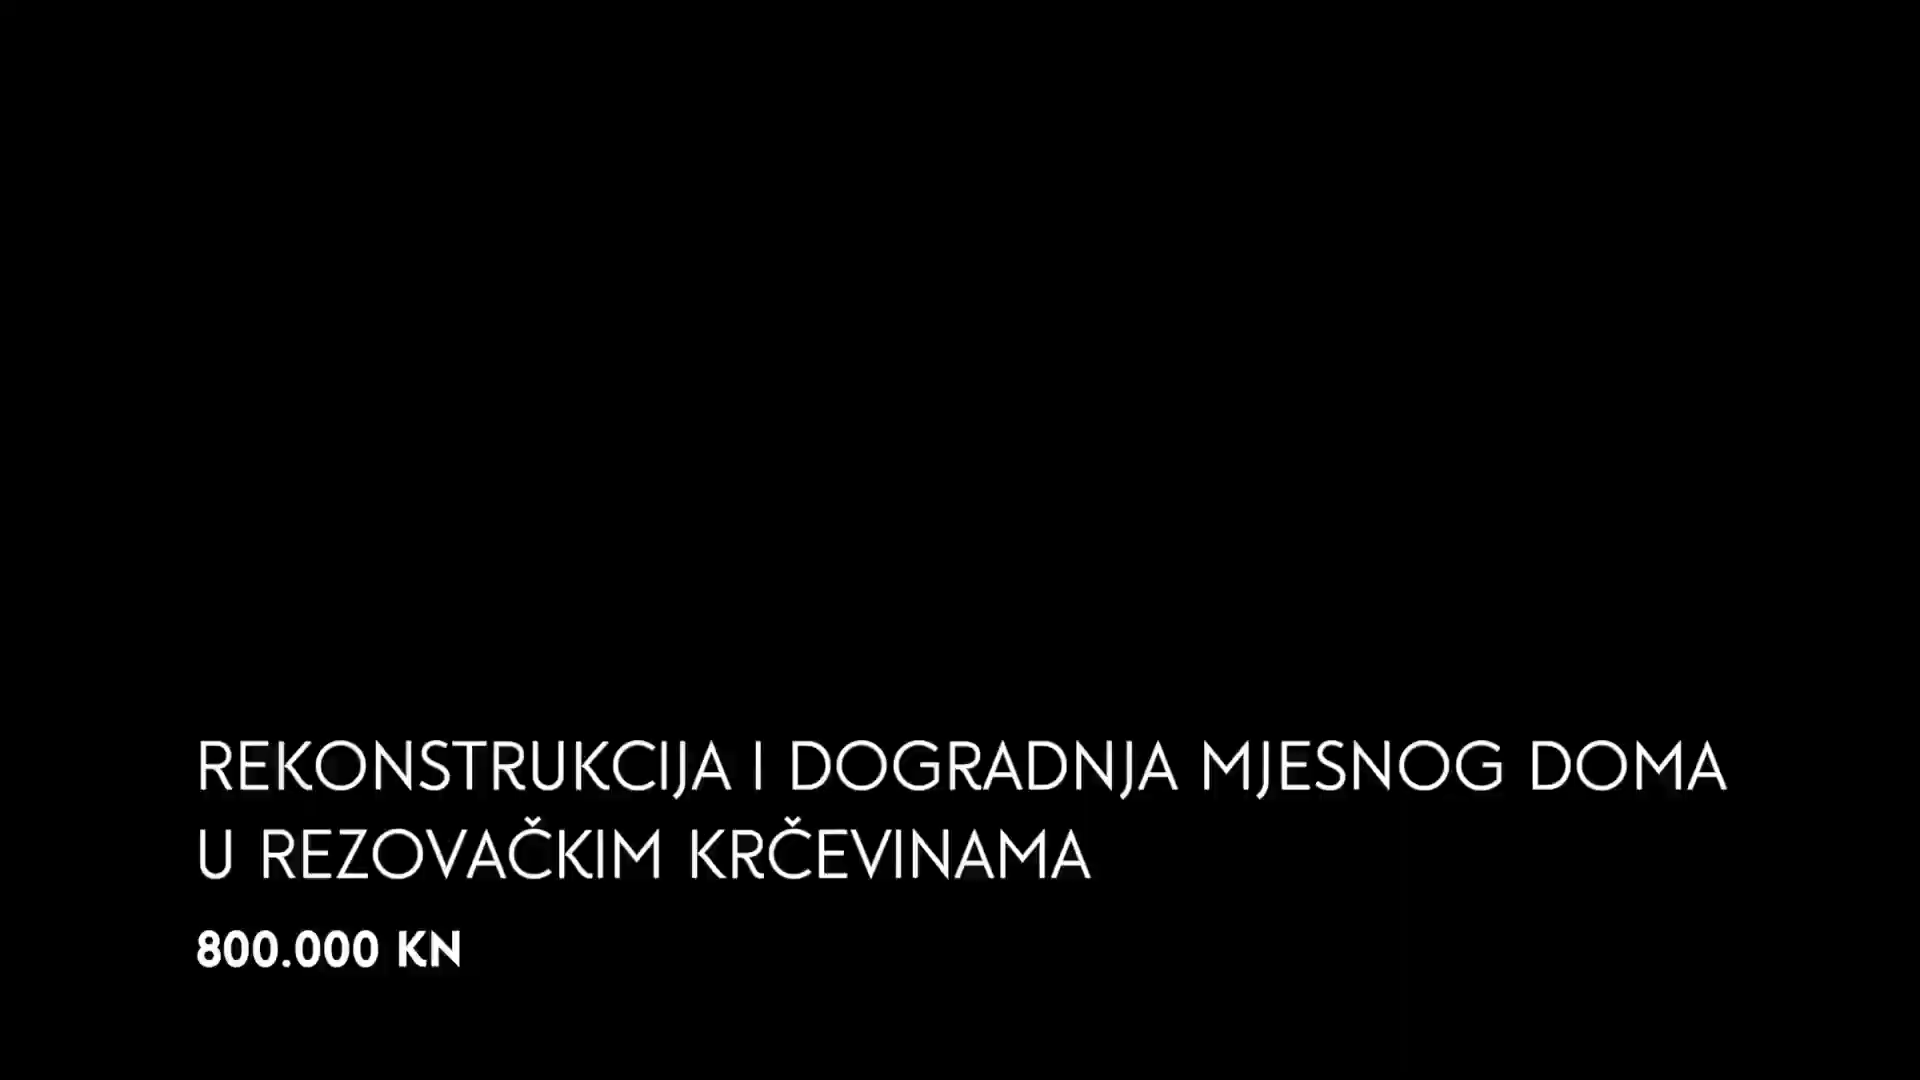 REKONSTRUKCIJA I DOGRADNJA MJESNOG DOMA
U REZOVAČKIM KRČEVINAMA
800.000 KN